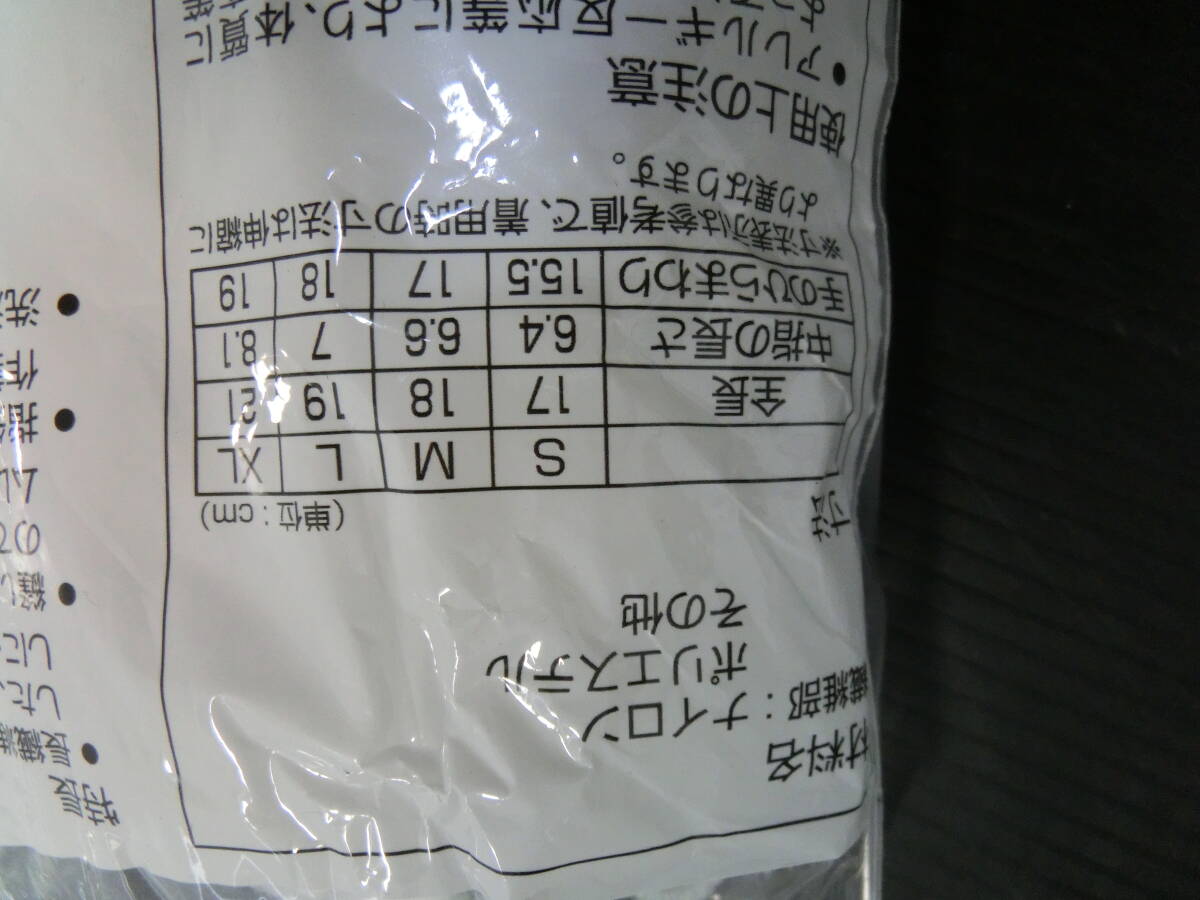 材料名
繊維部：ナイロン
ポリエステル
その他
寸法
(単位：cm)
S M L XL
全長 17 18 19 21
中指の長さ 6.4 6.6 7 8.1
手のひらまわり 15.5 17 18 19
※寸法表示は参考値で、着用時の寸法は伸縮に
より異なります。
使用上の注意
●アレルギー反応等により、体質に
特長